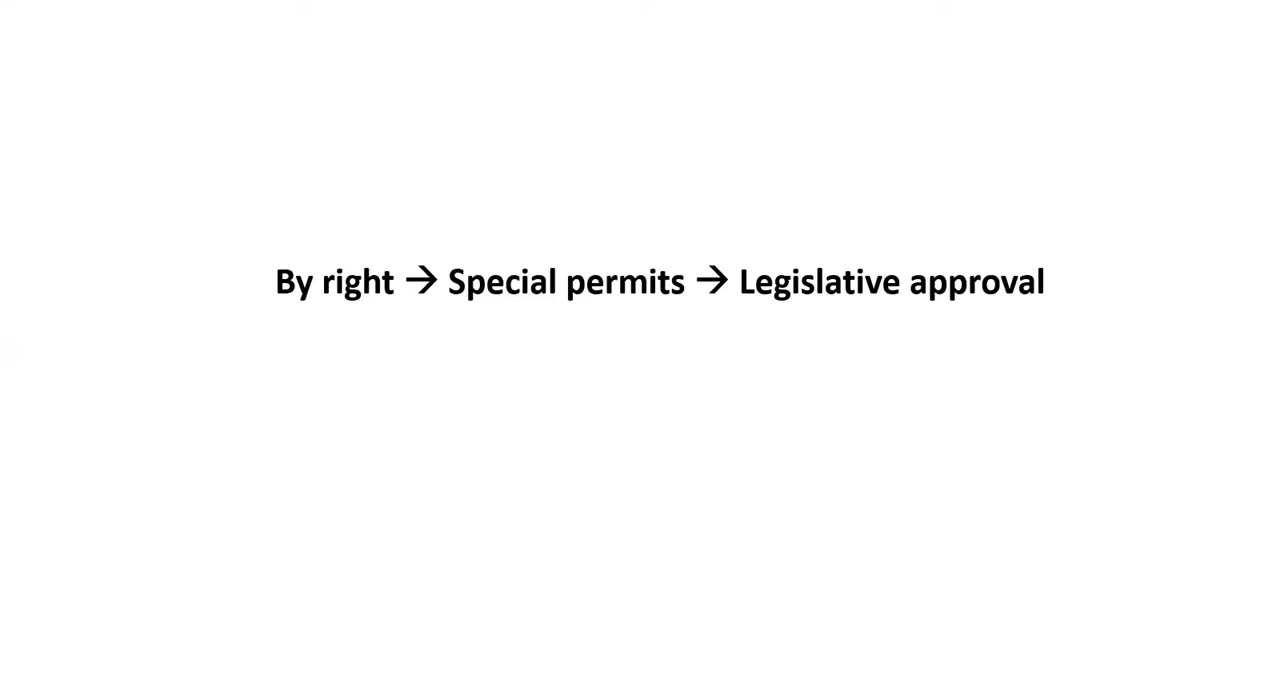 By right → Special permits → Legislative approval